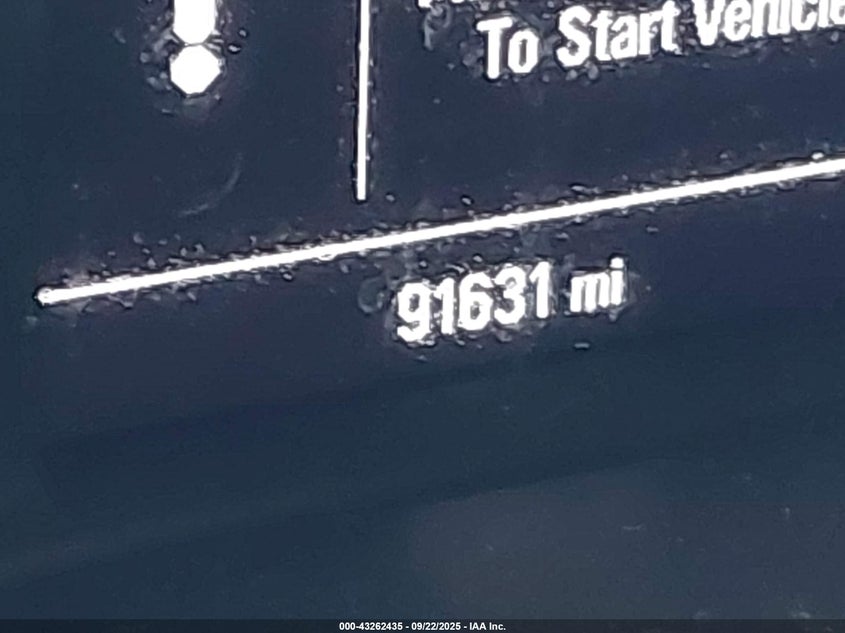 To Start Vehicle
91631 mi
000-43262435 - 09/22/2025 - IAA Inc.